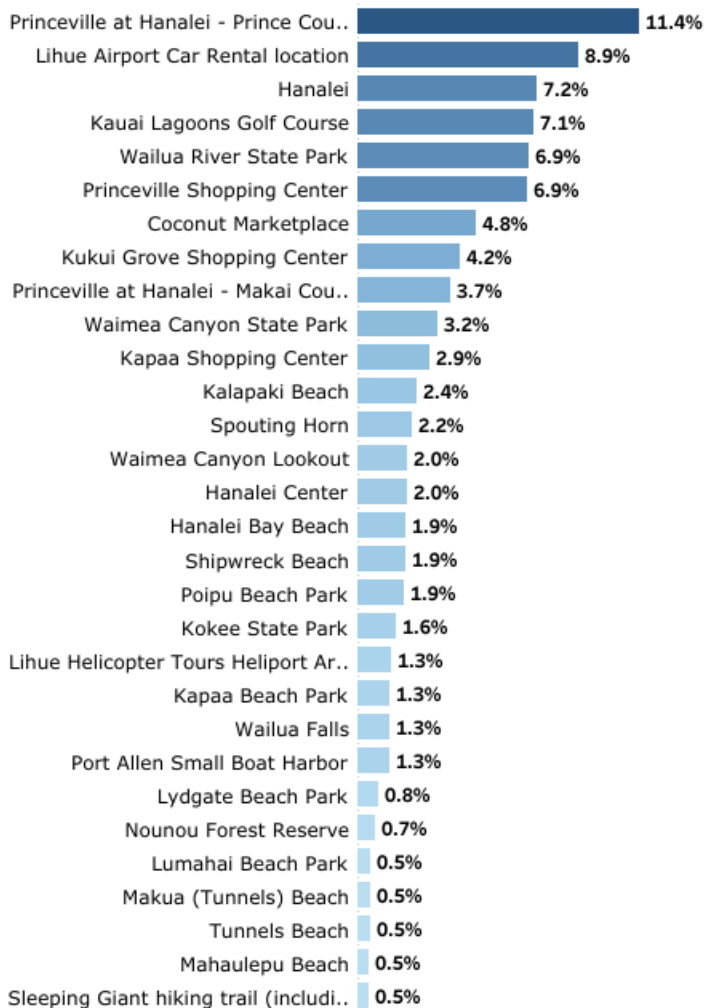 Princeville at Hanalei - Prince Cou.. 11.4%
Lihue Airport Car Rental location 8.9%
Hanalei 7.2%
Kauai Lagoons Golf Course 7.1%
Wailua River State Park 6.9%
Princeville Shopping Center 6.9%
Coconut Marketplace 4.8%
Kukui Grove Shopping Center 4.2%
Princeville at Hanalei - Makai Cou.. 3.7%
Waimea Canyon State Park 3.2%
Kapaa Shopping Center 2.9%
Kalapaki Beach 2.4%
Spouting Horn 2.2%
Waimea Canyon Lookout 2.0%
Hanalei Center 2.0%
Hanalei Bay Beach 1.9%
Shipwreck Beach 1.9%
Poipu Beach Park 1.9%
Kokee State Park 1.6%
Lihue Helicopter Tours Heliport Ar.. 1.3%
Kapaa Beach Park 1.3%
Wailua Falls 1.3%
Port Allen Small Boat Harbor 1.3%
Lydgate Beach Park 0.8%
Nounou Forest Reserve 0.7%
Lumahai Beach Park 0.5%
Makua (Tunnels) Beach 0.5%
Tunnels Beach 0.5%
Mahaulepu Beach 0.5%
Sleeping Giant hiking trail (includi.. 0.5%